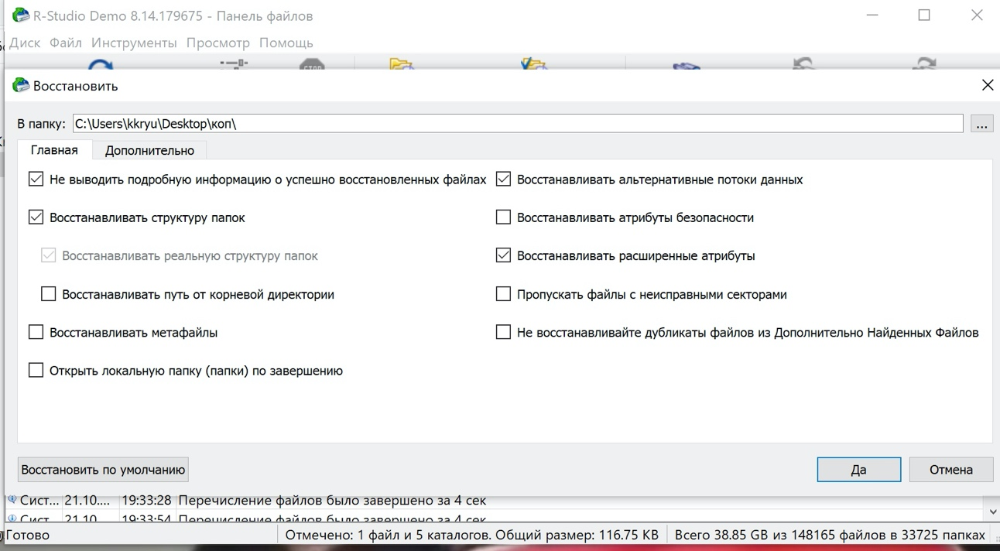 R-Studio Demo 8.14.179675 - Панель файлов
Диск Файл Инструменты Просмотр Помощь
Восстановить
В папку: C:\Users\kkryu\Desktop\коп\ ...
Главная Дополнительно
Не выводить подробную информацию о успешно восстановленных файлах Восстанавливать альтернативные потоки данных
Восстанавливать структуру папок Восстанавливать атрибуты безопасности
Восстанавливать реальную структуру папок Восстанавливать расширенные атрибуты
Восстанавливать путь от корневой директории Пропускать файлы с неисправными секторами
Восстанавливать метафайлы Не восстанавливайте дубликаты файлов из Дополнительно Найденных Файлов
Открыть локальную папку (папки) по завершению
Восстановить по умолчанию Да Отмена
Сист... 21.10.... 19:33:28 Перечисление файлов было завершено за 4 сек
Сист... 21.10.... 19:33:54 Перечисление файлов было завершено за 4 сек
Готово Отмечено: 1 файл и 5 каталогов. Общий размер: 116.75 KB Всего 38.85 GB из 148165 файлов в 33725 папках